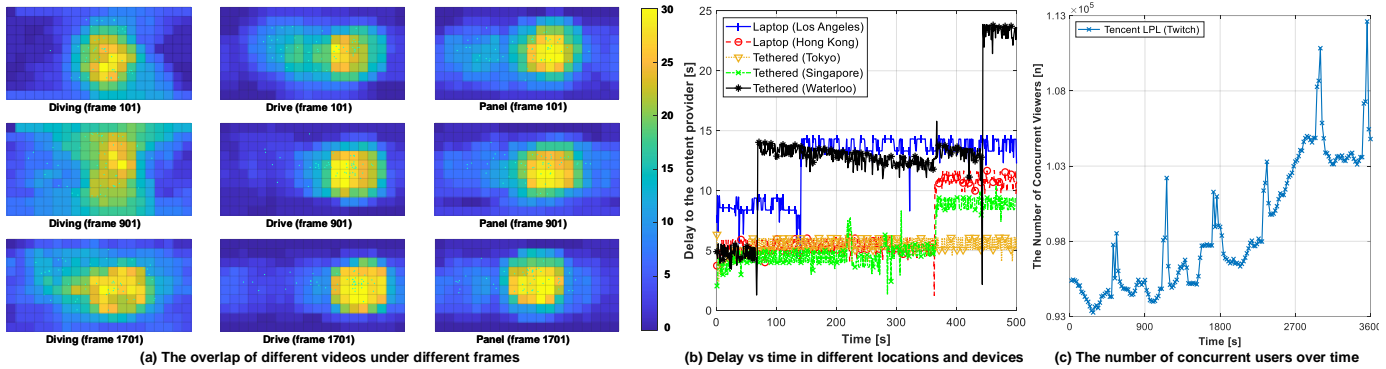 Diving (frame 101)
Drive (frame 101)
Panel (frame 101)
Diving (frame 901)
Drive (frame 901)
Panel (frame 901)
Diving (frame 1701)
Drive (frame 1701)
Panel (frame 1701)
30
25
20
15
10
5
0
(a) The overlap of different videos under different frames
Delay to the content provider [s]
25
20
15
10
5
0
Laptop (Los Angeles)
Laptop (Hong Kong)
Tethered (Tokyo)
Tethered (Singapore)
Tethered (Waterloo)
0 100 200 300 400 500
Time [s]
(b) Delay vs time in different locations and devices
The Number of Concurrent Viewers [n]
×10⁵
1.13
1.08
1.03
0.98
0.93
Tencent LPL (Twitch)
0 900 1800 2700 3600
Time [s]
(c) The number of concurrent users over time